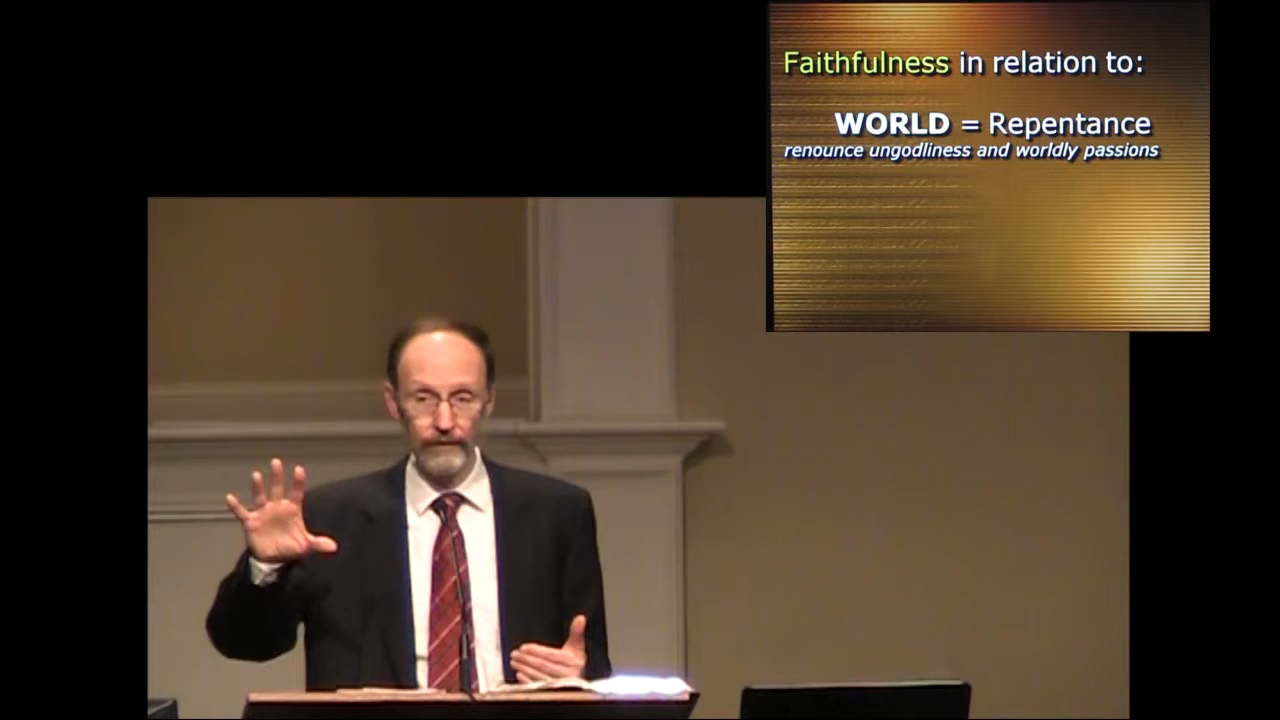 Faithfulness in relation to:
WORLD = Repentance
renounce ungodliness and worldly passions